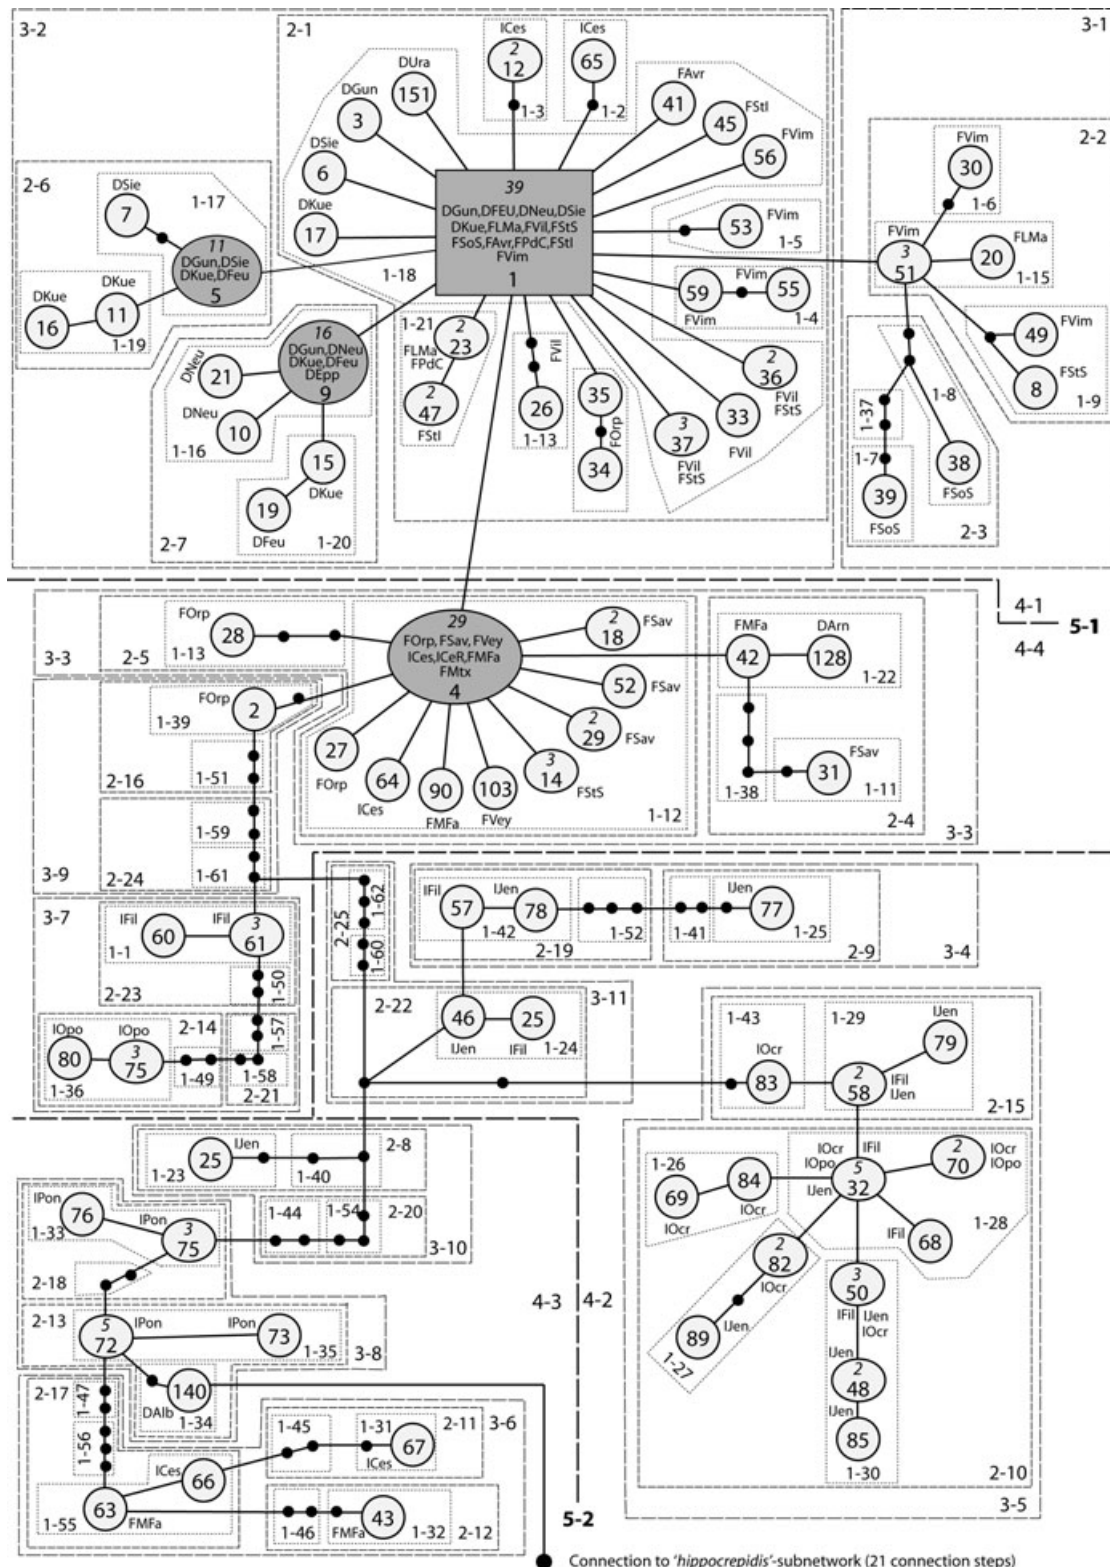 3-2
2-1
3-1
ICes
2
12
1-3
ICes
65
1-2
DUra
151
DGun
3
DSie
6
DKue
17
FAvr
41
FStI
45
FVim
56
53
FVim
1-5
39
DGun,DFEU,DNeu,DSie
DKue,FLMa,FVil,FStS
FSoS,FAvr,FPdC,FStI
FVim
1
2-2
FVim
30
1-6
FVim
3
51
FLMa
20
1-15
49
FVim
FStS
8
1-9
2-6
DSie
7
1-17
11
DGun,DSie
DKue,DFeu
5
DKue
16
DKue
11
1-19
1-18
16
DGun,DNeu
DKue,DFeu
DEpp
9
DNeu
21
DNeu
10
1-16
15
DKue
19
DFeu
1-20
2-7
1-21
2
23
FLMa
FPdC
2
47
FStI
FVil
26
1-13
35
FOrp
34
59
FVim
FVim
55
1-4
2
36
FVil
FStS
33
FVil
3
37
FVil
FStS
1-37
1-7
39
FSoS
1-8
38
FSoS
2-3
4-1
5-1
4-4
3-3
2-5
FOrp
28
1-13
29
FOrp, FSav, FVey
ICes,ICeR,FMFa
FMtx
4
2
18
FSav
52
FSav
2
29
FSav
3
14
FStS
103
FVey
90
FMFa
64
ICes
27
FOrp
1-12
FMFa
42
DArn
128
1-22
1-38
FSav
31
1-11
2-4
3-3
FOrp
2
1-39
1-51
2-16
1-59
1-61
2-24
3-9
3-7
IFil
60
1-1
IFil
3
61
1-50
2-23
IOpo
80
1-36
IOpo
3
75
2-14
1-49
1-57
1-58
2-21
2-25
1-62
1-60
IFil
57
IJen
78
1-42
2-19
1-52
1-41
IJen
77
1-25
2-9
3-4
2-22
46
IJen
25
IFil
1-24
3-11
1-43
IOcr
83
1-29
IJen
79
2
58
IFil
IJen
2-15
IJen
25
1-23
1-40
2-8
1-44
1-54
2-20
3-10
IPon
76
1-33
IPon
3
75
2-18
2-13
5
72
IPon
IPon
73
1-35
3-8
140
DAlb
1-34
2-17
1-47
1-56
63
FMFa
1-55
ICes
66
1-45
1-31
67
ICes
2-11
3-6
1-46
FMFa
43
1-32
2-12
4-3
4-2
5-2
1-26
69
IOcr
84
IOcr
IOcr
IOpo
IFil
5
32
IJen
2
70
IOcr
IOpo
IFil
68
1-28
2
82
IOcr
89
IJen
1-27
3
50
IFil
IJen
IOcr
IJen
2
48
IJen
85
1-30
2-10
3-5
Connection to 'hippocrepidis'-subnetwork (21 connection steps)